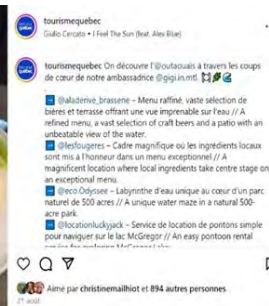 tourismequebec
Giulio Cercato • I Feel The Sun (feat. Alex Blue)
tourismequebec On découvre l'@outaouais à travers les coups
de cœur de notre ambassadrice @gigi.in.mtl.
@aladerive_brassene - Menu raffiné, vaste sélection de
bières et terrasse offrant une vue imprenable sur l'eau // A
refined menu, a vast selection of craft beers and a patio with an
unbeatable view of the water.
@lesfougeres - Cadre magnifique où les ingrédients locaux
sont mis à l'honneur dans un menu exceptionnel // A
magnificent location where local ingredients take centre stage on
an exceptional menu.
@eco.Odyssee - Labyrinthe d'eau unique au cœur d'un parc
naturel de 500 acres // A unique water maze in a natural 500-
acre park.
@locationluckyjack - Service de location de pontons simple
pour naviguer sur le lac McGregor // An easy pontoon rental
service for exploring McGregor Lake
Aimé par christinemailhiot et 894 autres personnes
21 août